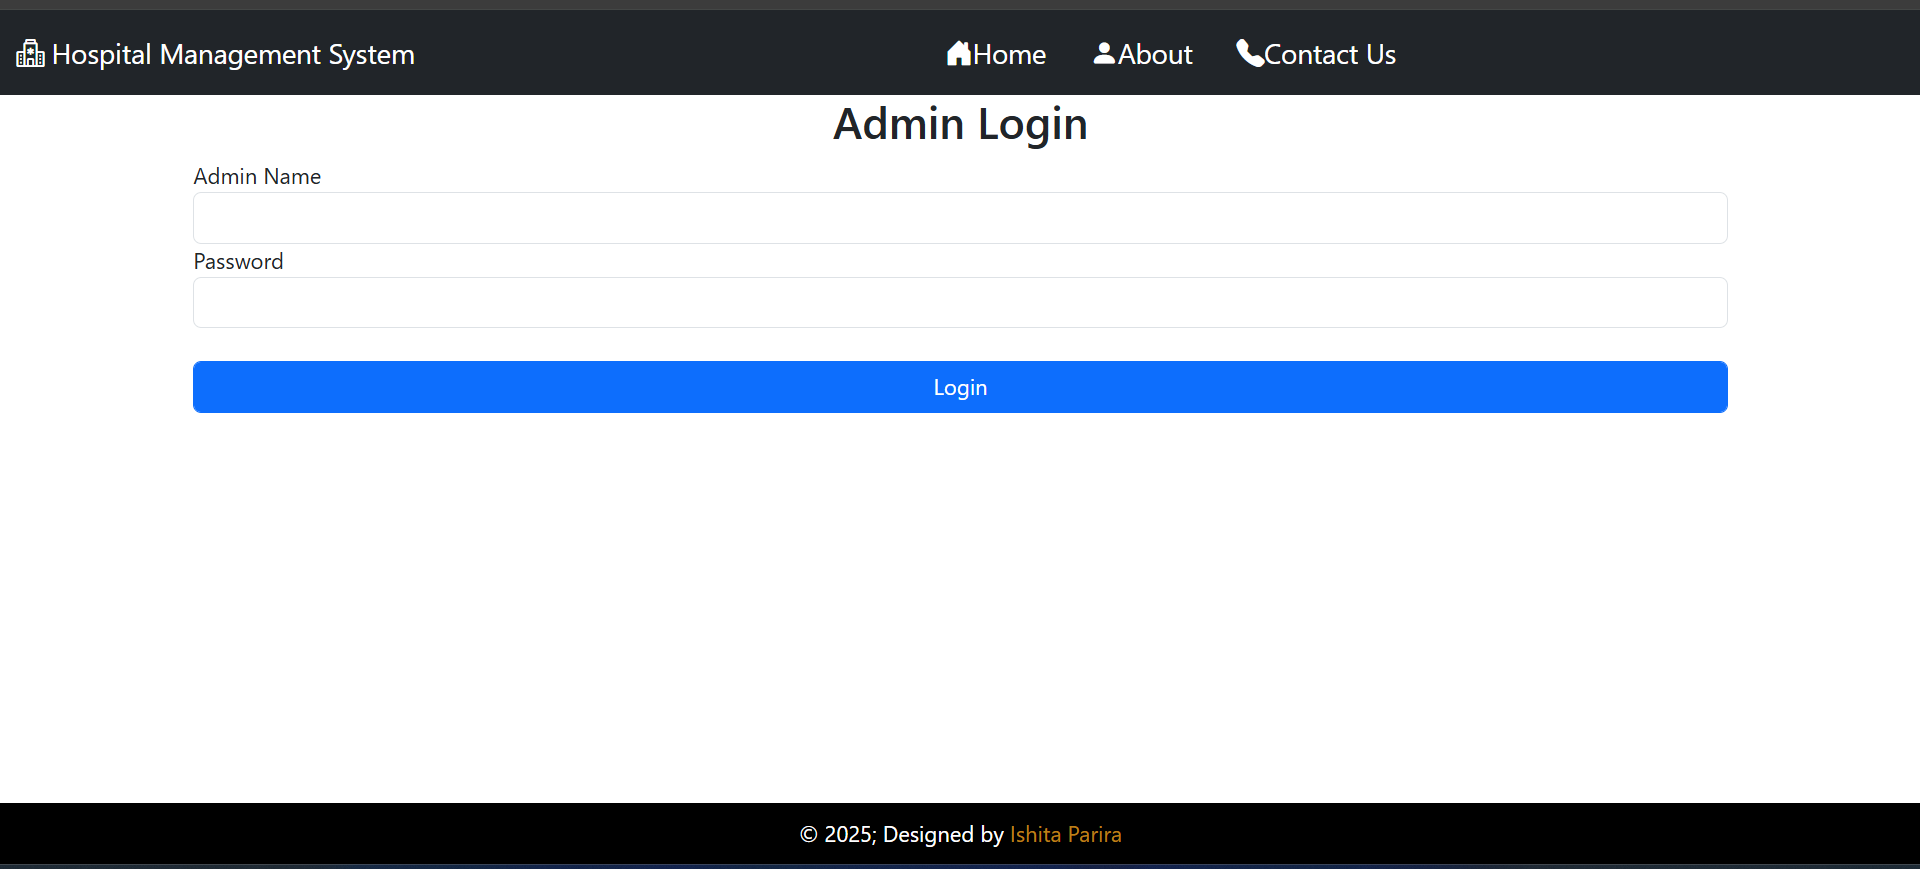 Hospital Management System Home About Contact Us
Admin Login
Admin Name
Password
Login
© 2025; Designed by Ishita Parira